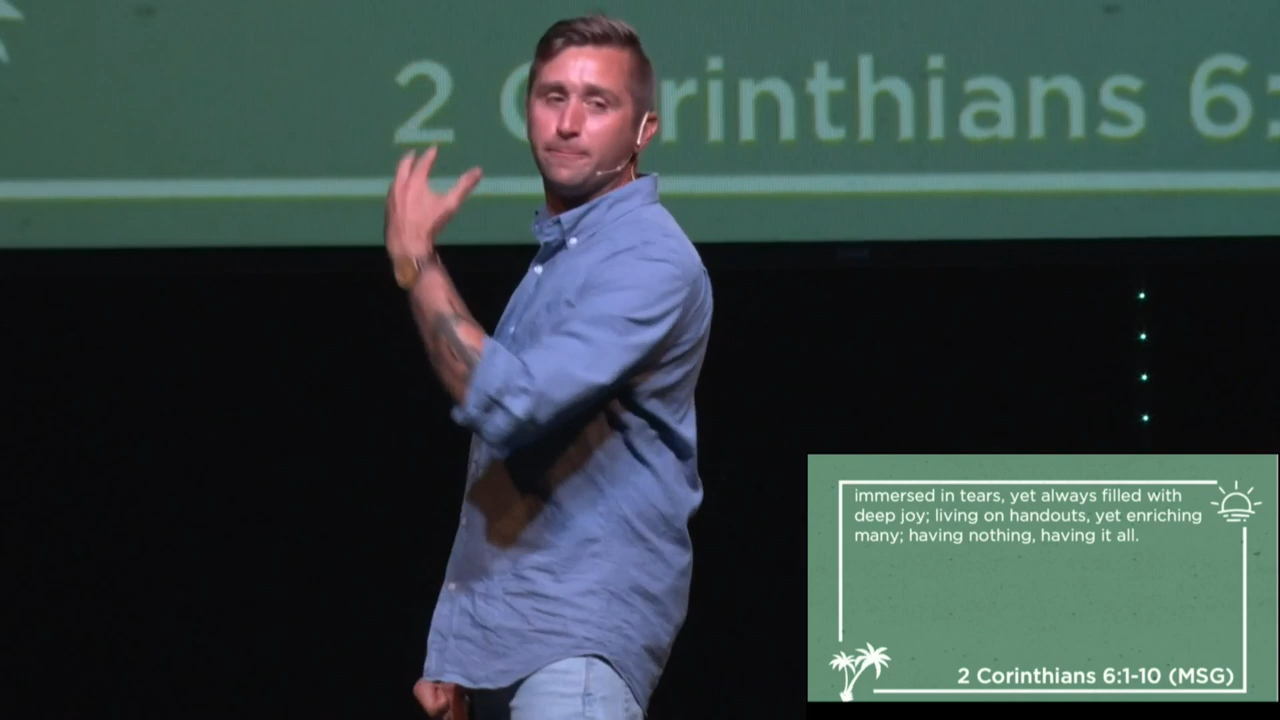 2 Corinthians 6:
immersed in tears, yet always filled with
deep joy; living on handouts, yet enriching
many; having nothing, having it all.
2 Corinthians 6:1-10 (MSG)